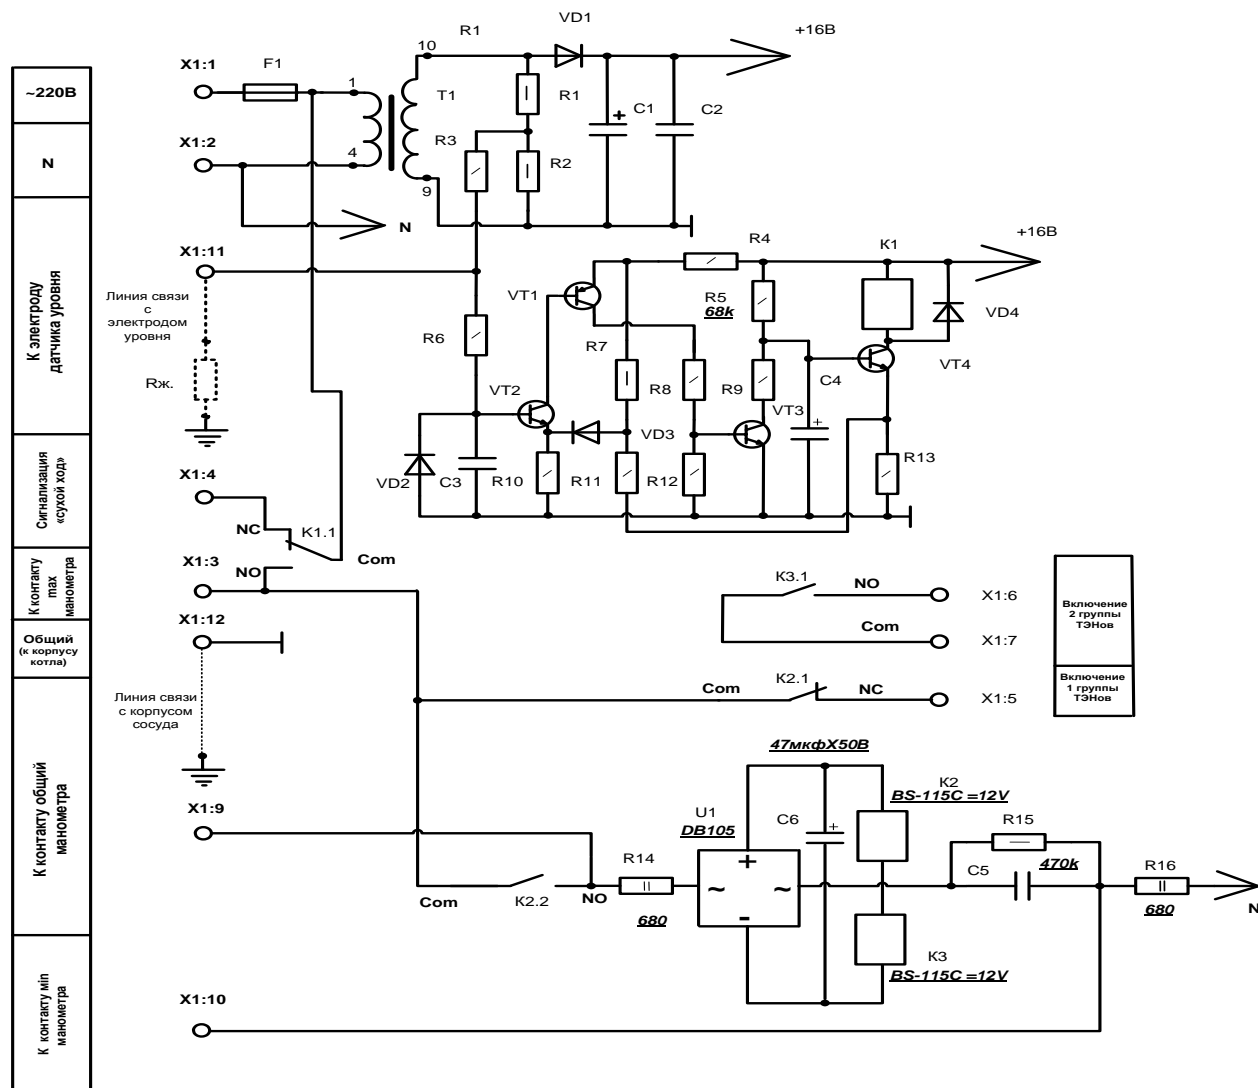 VD1
R1
10
+16В
X1:1
F1
~220В
1
T1
R1
C1
+
C2
X1:2
R3
N
4
R2
9
N
X1:11
R4
+16В
К1
Линия связи
с
электродом
уровня
VT1
R5
68k
VD4
R6
R7
К электроду
датчика уровня
Rж.
VT2
R8
R9
C4
VT4
VT3
+
VD3
X1:4
VD2
C3
R10
R11
R12
R13
Сигнализация
«сухой ход»
NC
K1.1
Com
X1:3
NO
К контакту
max
манометра
К3.1
NO
X1:6
X1:12
Включение
2 группы
ТЭНов
Общий
(к корпусу
котла)
Com
X1:7
Линия связи
с корпусом
сосуда
Com
К2.1
NC
X1:5
Включение
1 группы
ТЭНов
47мкфX50В
К контакту общий
манометра
К2
BS-115C =12V
X1:9
U1
DB105
C6
+
R15
R14
+
C5
470k
R16
~
~
Com
К2.2
NO
680
-
680
N
К3
BS-115C =12V
X1:10
К контакту min
манометра